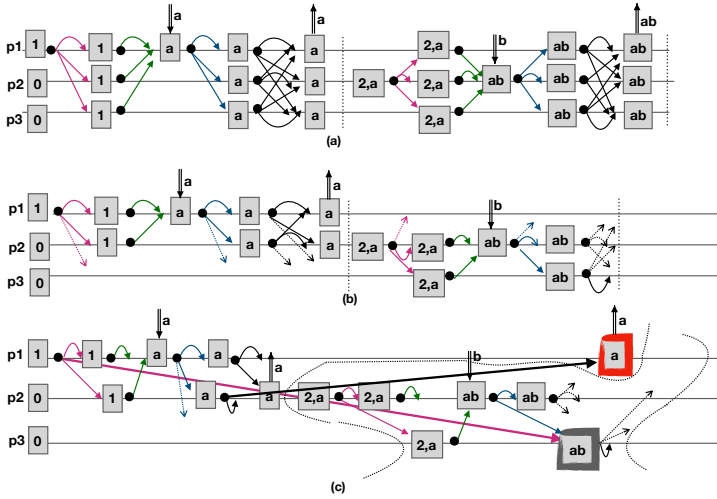 a ab
p1 1 1 a a a 2,a b ab ab
p2 0 1 a a 2,a 2,a ab ab ab
p3 0 1 a a 2,a ab ab
(a)
a a b
p1 1 1 a a a
p2 0 1 a a 2,a 2,a ab ab
p3 0 2,a ab
(b)
a a
p1 1 1 a a a b a
p2 0 1 a a 2,a 2,a ab ab
p3 0 2,a ab
(c)